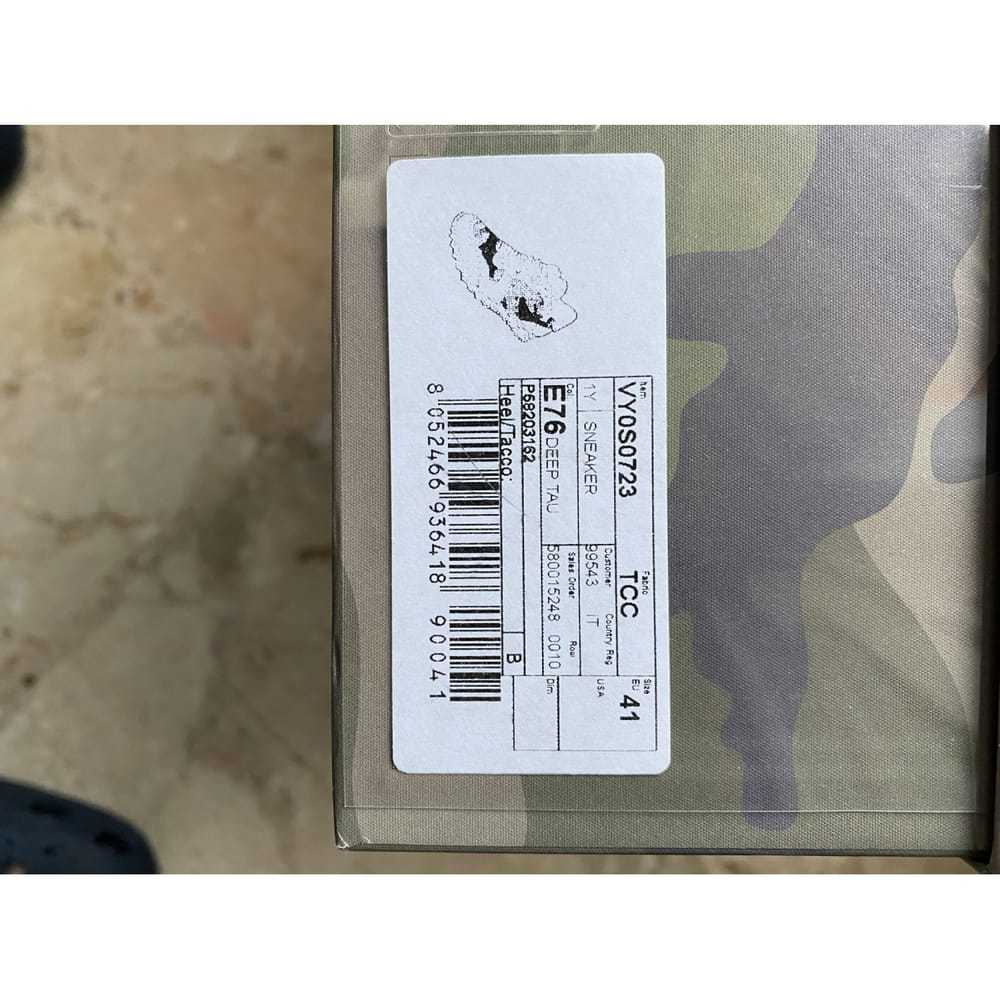 Item Fabric Size
VY0S0723 TCC EU 41
1Y SNEAKER Customer Country Reg USA
99543 IT
Col. Sales Order Row Dim
E76 DEEP TAU 580015248 0010
P68203162
Heel/Tacco: B
8 052466 936418 90041